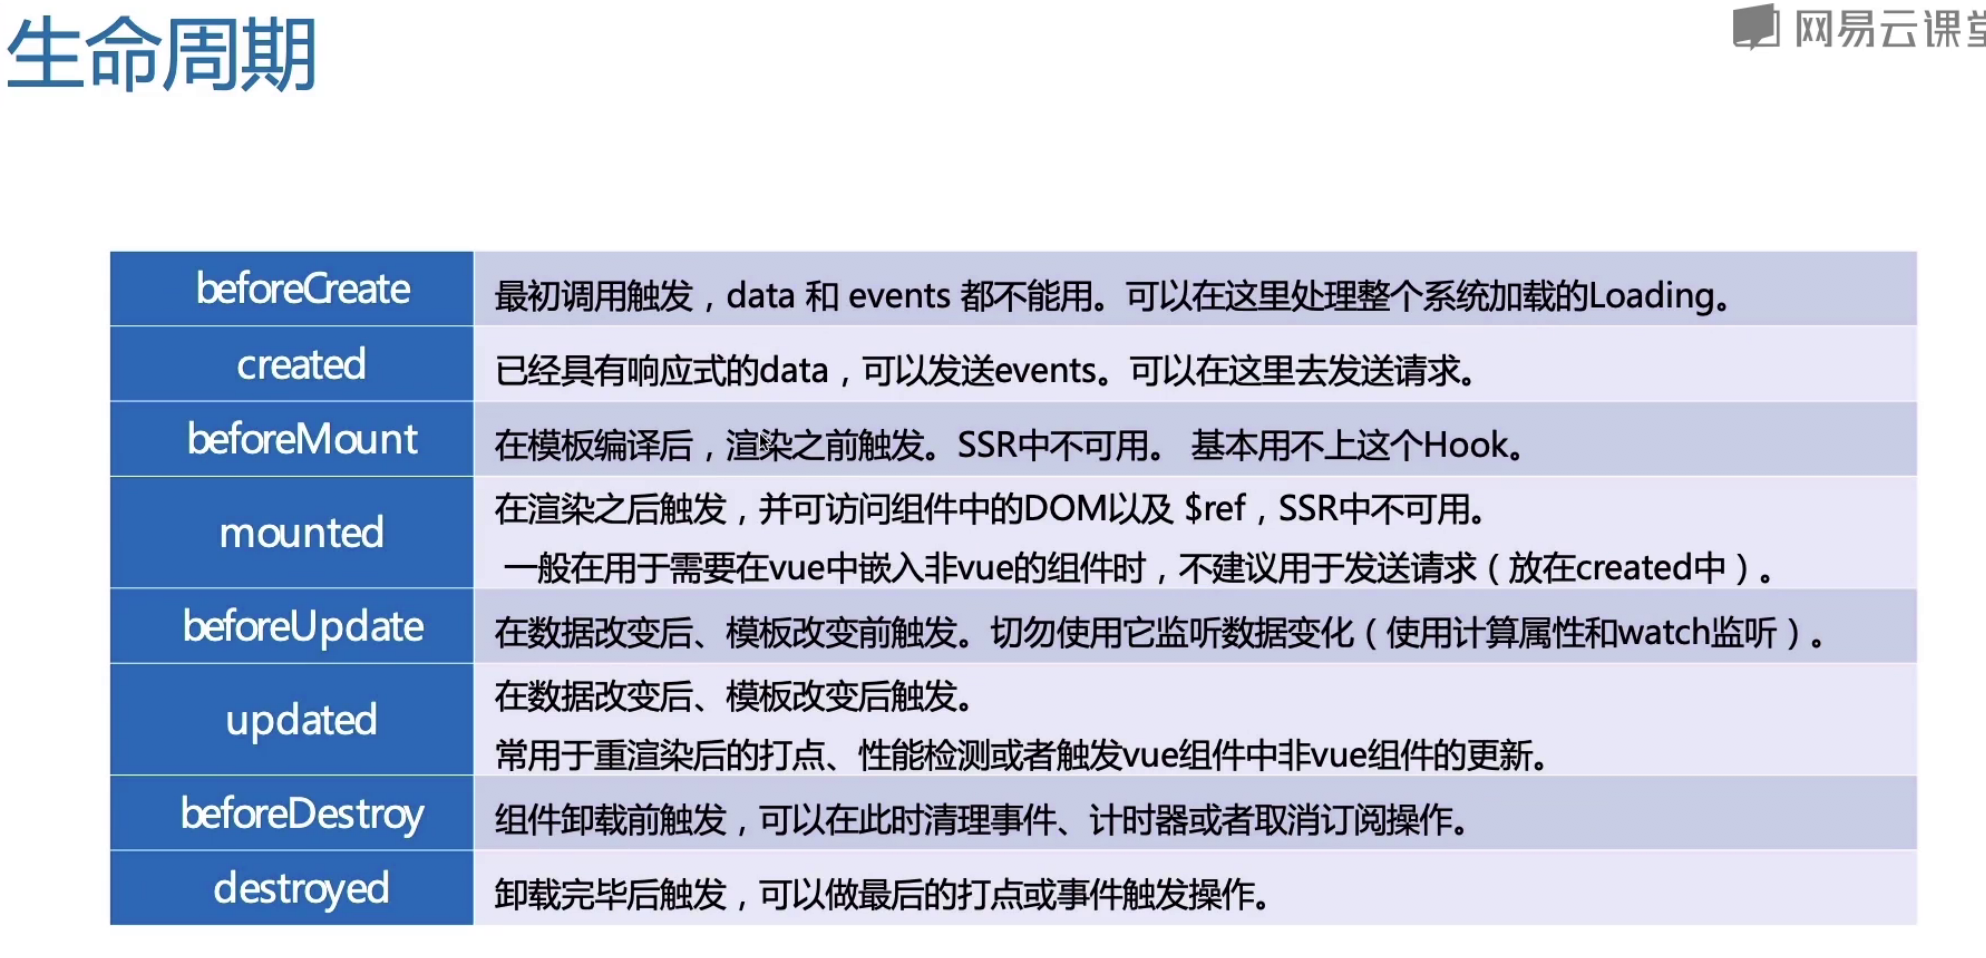 生命周期
网易云课堂
beforeCreate
最初调用触发，data 和 events 都不能用。可以在这里处理整个系统加载的Loading。
created
已经具有响应式的data，可以发送events。可以在这里去发送请求。
beforeMount
在模板编译后，渲染之前触发。SSR中不可用。 基本用不上这个Hook。
mounted
在渲染之后触发，并可访问组件中的DOM以及 $ref，SSR中不可用。
一般在用于需要在vue中嵌入非vue的组件时，不建议用于发送请求（放在created中）。
beforeUpdate
在数据改变后、模板改变前触发。切勿使用它监听数据变化（使用计算属性和watch监听）。
updated
在数据改变后、模板改变后触发。
常用于重渲染后的打点、性能检测或者触发vue组件中非vue组件的更新。
beforeDestroy
组件卸载前触发，可以在此时清理事件、计时器或者取消订阅操作。
destroyed
卸载完毕后触发，可以做最后的打点或事件触发操作。